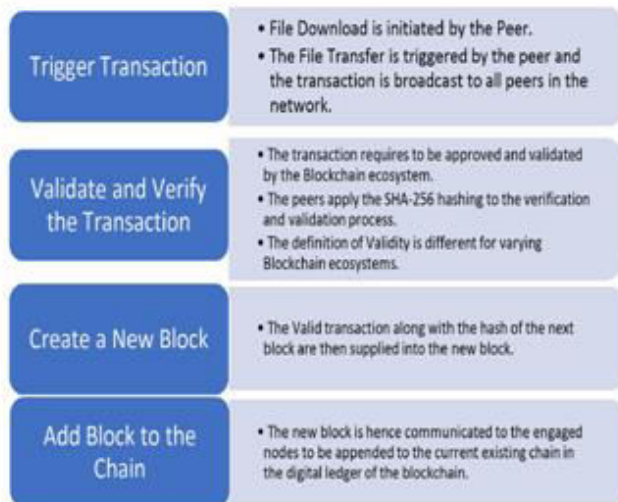 Trigger Transaction
• File Download is initiated by the Peer.
• The File Transfer is triggered by the peer and
the transaction is broadcast to all peers in the
network.
Validate and Verify
the Transaction
• The transaction requires to be approved and validated
by the Blockchain ecosystem.
• The peers apply the SHA-256 hashing to the verification
and validation process.
• The definition of Validity is different for varying
Blockchain ecosystems.
Create a New Block
• The Valid transaction along with the hash of the next
block are then supplied into the new block.
Add Block to the
Chain
• The new block is hence communicated to the engaged
nodes to be appended to the current existing chain in
the digital ledger of the blockchain.